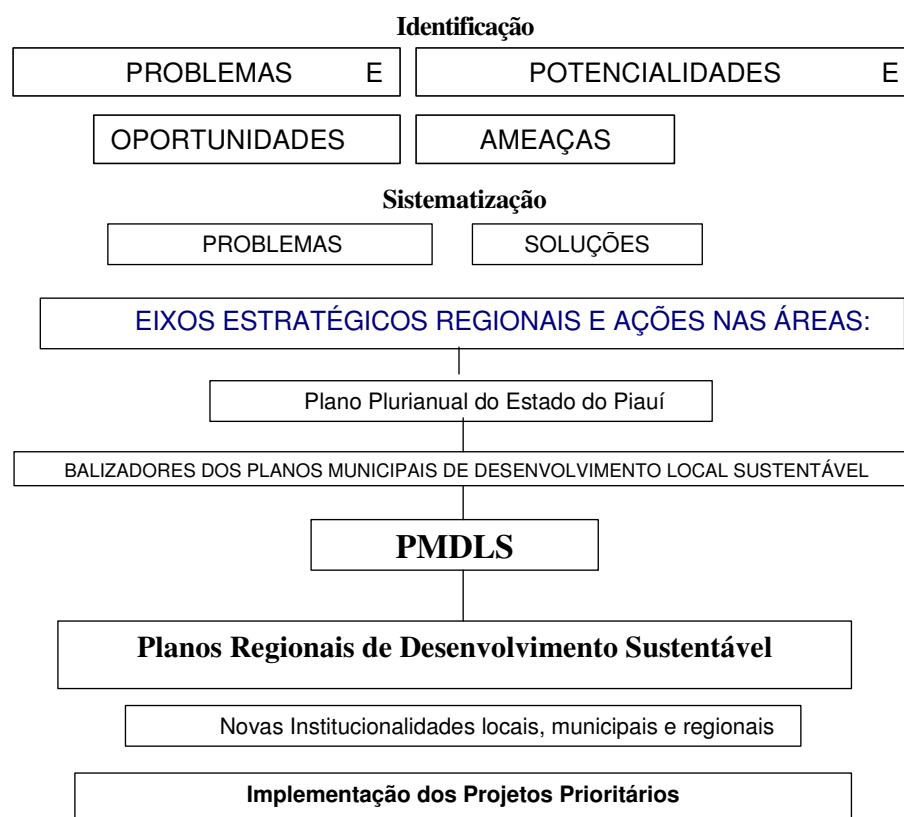 Identificação
PROBLEMAS E POTENCIALIDADES E
OPORTUNIDADES AMEAÇAS
Sistematização
PROBLEMAS SOLUÇÕES
EIXOS ESTRATÉGICOS REGIONAIS E AÇÕES NAS ÁREAS:
Plano Plurianual do Estado do Piauí
BALIZADORES DOS PLANOS MUNICIPAIS DE DESENVOLVIMENTO LOCAL SUSTENTÁVEL
PMDLS
Planos Regionais de Desenvolvimento Sustentável
Novas Institucionalidades locais, municipais e regionais
Implementação dos Projetos Prioritários